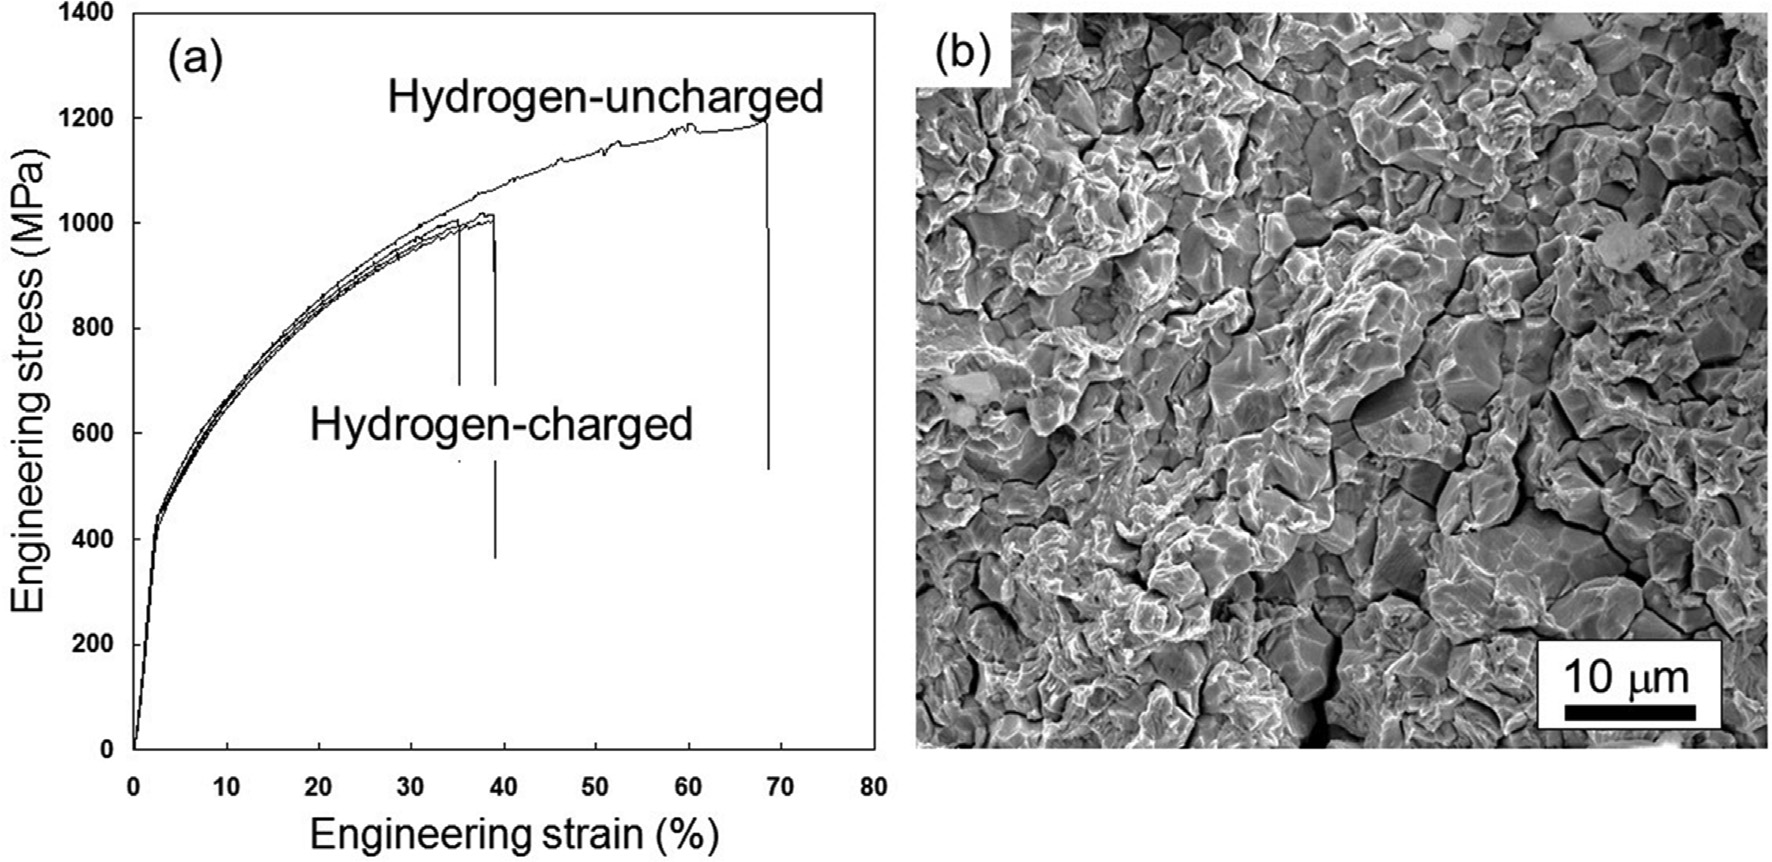 (a)
Hydrogen-uncharged
Hydrogen-charged
Engineering stress (MPa)
1400
1200
1000
800
600
400
200
0
0 10 20 30 40 50 60 70 80
Engineering strain (%)
(b)
10 μm